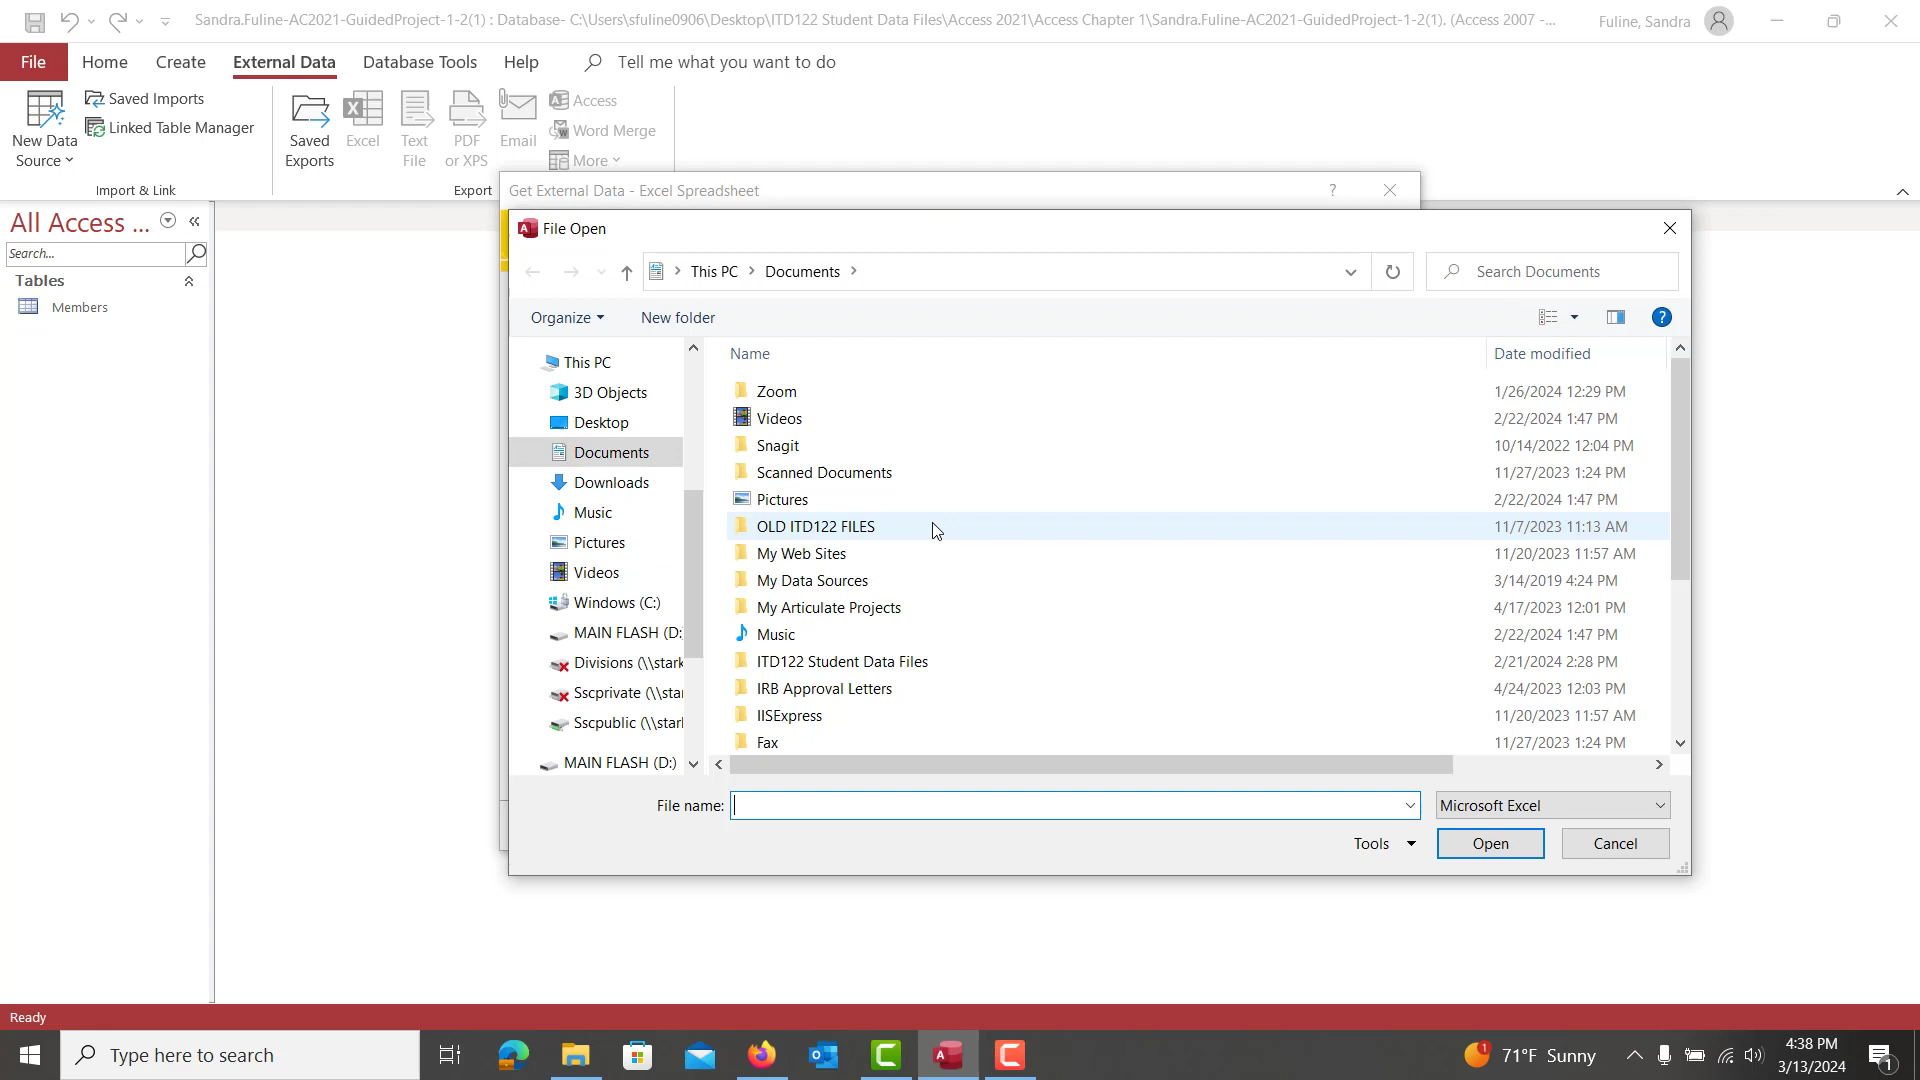 Sandra.Fuline-AC2021-GuidedProject-1-2(1) : Database- C:\Users\sfuline0906\Desktop\ITD122 Student Data Files\Access 2021\Access Chapter 1\Sandra.Fuline-AC2021-GuidedProject-1-2(1). (Access 2007 -... Fuline, Sandra
File Home Create External Data Database Tools Help Tell me what you want to do
New Data Source
Saved Imports
Linked Table Manager
Import & Link
Saved Exports
Excel
Text File
PDF or XPS
Email
Access
Word Merge
More
Export
All Access ...
Search...
Tables
Members
Get External Data - Excel Spreadsheet ?
File Open
This PC Documents
Search Documents
Organize New folder ?
This PC
3D Objects
Desktop
Documents
Downloads
Music
Pictures
Videos
Windows (C:)
MAIN FLASH (D:
Divisions (\\stark
Sscprivate (\\star
Sscpublic (\\starl
MAIN FLASH (D:)
Name Date modified
Zoom 1/26/2024 12:29 PM
Videos 2/22/2024 1:47 PM
Snagit 10/14/2022 12:04 PM
Scanned Documents 11/27/2023 1:24 PM
Pictures 2/22/2024 1:47 PM
OLD ITD122 FILES 11/7/2023 11:13 AM
My Web Sites 11/20/2023 11:57 AM
My Data Sources 3/14/2019 4:24 PM
My Articulate Projects 4/17/2023 12:01 PM
Music 2/22/2024 1:47 PM
ITD122 Student Data Files 2/21/2024 2:28 PM
IRB Approval Letters 4/24/2023 12:03 PM
IISExpress 11/20/2023 11:57 AM
Fax 11/27/2023 1:24 PM
File name: Microsoft Excel
Tools Open Cancel
Ready
Type here to search
1 71°F Sunny
4:38 PM
3/13/2024
1